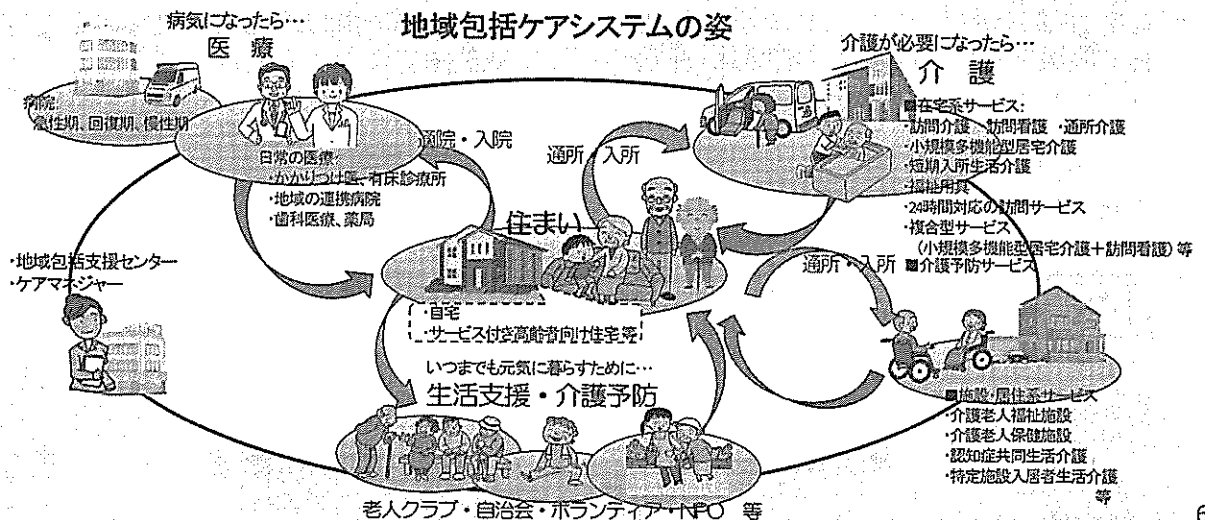 地域包括ケアシステムの姿
病気になったら…
医療
病院:
急性期、回復期、慢性期
日常の医療:
・かかりつけ医、有床診療所
・地域の連携病院
・歯科医療、薬局
通院・入院
通所・入所
介護が必要になったら…
介護
■在宅系サービス:
・訪問介護 ・訪問看護 ・通所介護
・小規模多機能型居宅介護
・短期入所生活介護
・福祉用具
・24時間対応の訪問サービス
・複合型サービス
(小規模多機能型居宅介護+訪問看護)等
■介護予防サービス
住まい
・自宅
・サービス付き高齢者向け住宅等
通所・入所
・地域包括支援センター
・ケアマネジャー
いつまでも元気に暮らすために…
生活支援・介護予防
■施設・居住系サービス
・介護老人福祉施設
・介護老人保健施設
・認知症共同生活介護
・特定施設入居者生活介護
等
老人クラブ・自治会・ボランティア・NPO 等
6